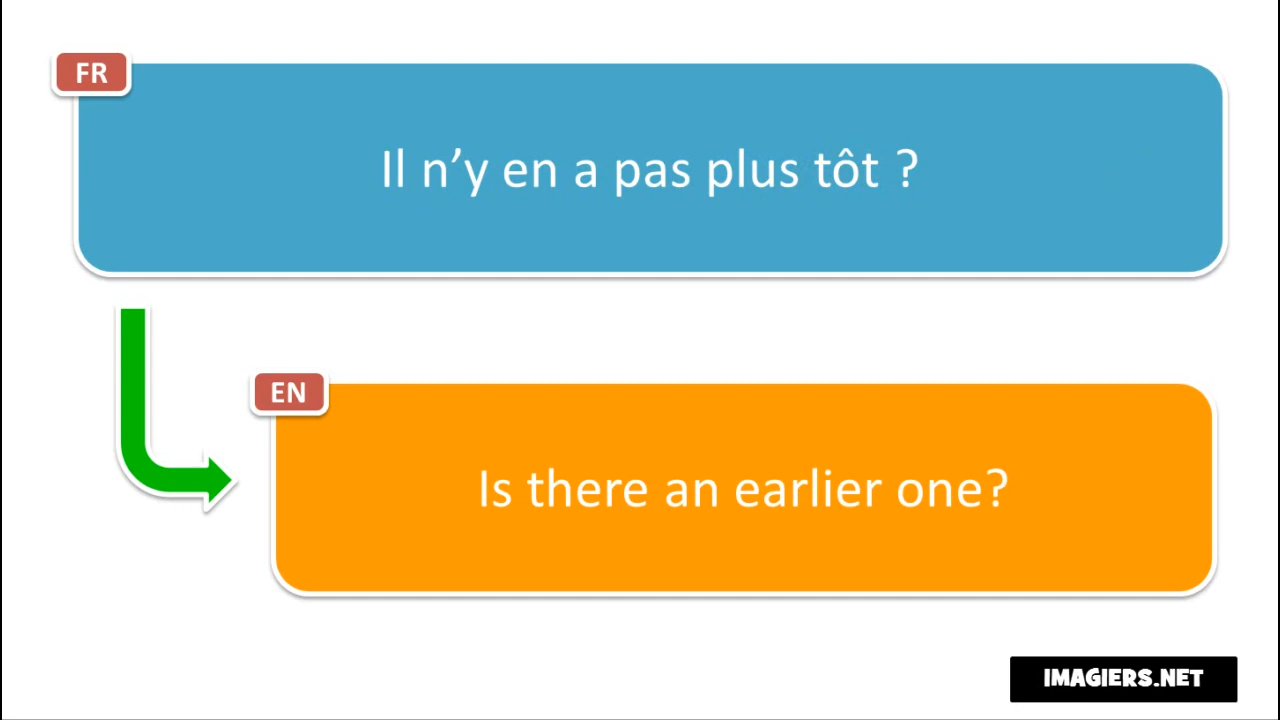 FR
Il n’y en a pas plus tôt ?
EN
Is there an earlier one?
IMAGIERS.NET